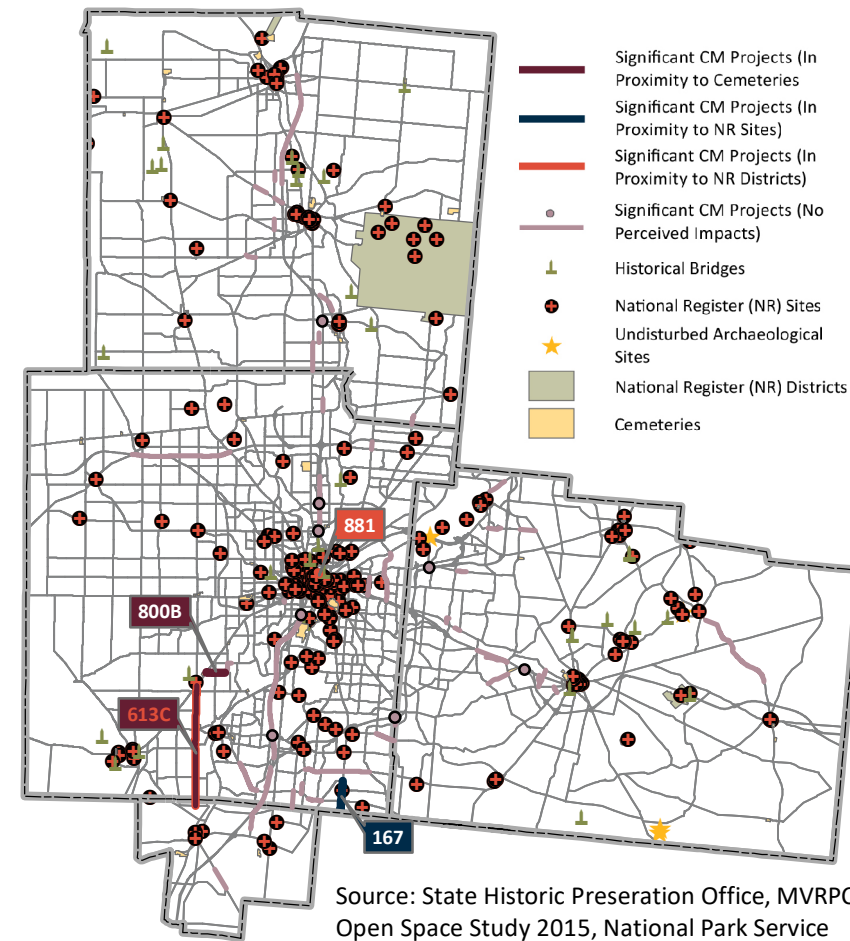 Significant CM Projects (In
Proximity to Cemeteries
Significant CM Projects (In
Proximity to NR Sites)
Significant CM Projects (In
Proximity to NR Districts)
Significant CM Projects (No
Perceived Impacts)
Historical Bridges
National Register (NR) Sites
Undisturbed Archaeological
Sites
National Register (NR) Districts
Cemeteries
881
800B
613C
167
Source: State Historic Preseration Office, MVRPC
Open Space Study 2015, National Park Service